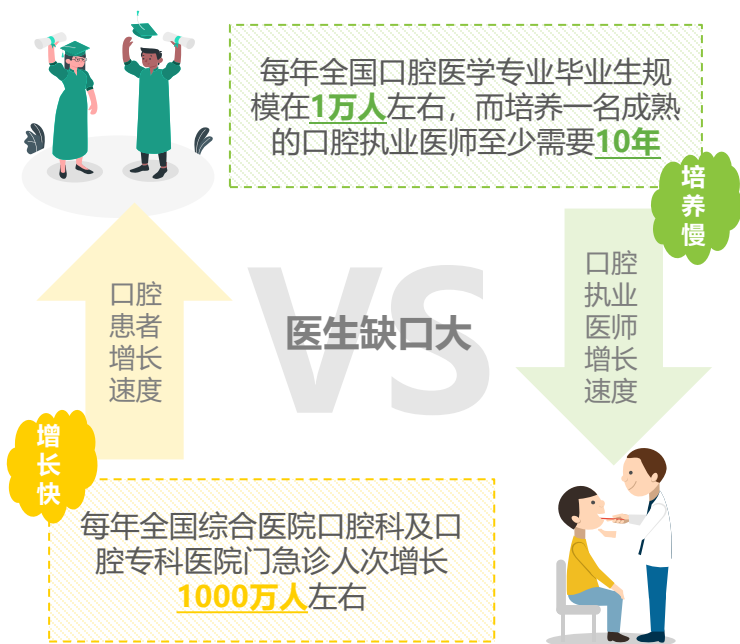 每年全国口腔医学专业毕业生规
模在1万人左右，而培养一名成熟
的口腔执业医师至少需要10年
培
养
慢
口腔
患者
增长
速度
VS
医生缺口大
口腔
执业
医师
增长
速度
增
长
快
每年全国综合医院口腔科及口
腔专科医院门急诊人次增长
1000万人左右